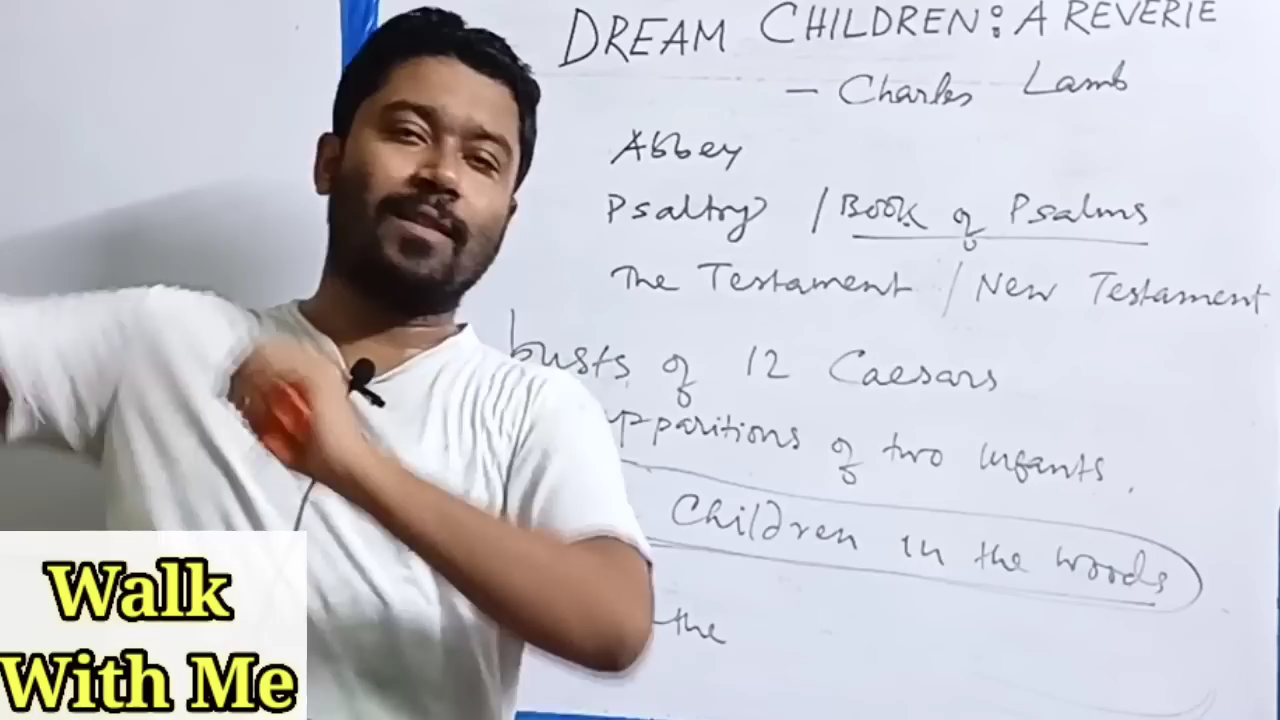 DREAM CHILDREN: A REVERIE
- Charles Lamb
Abbey
Psaltry / Book of Psalms
The Testament / New Testament
busts of 12 Caesars
apparitions of two infants.
Children in the woods
the
Walk
With Me